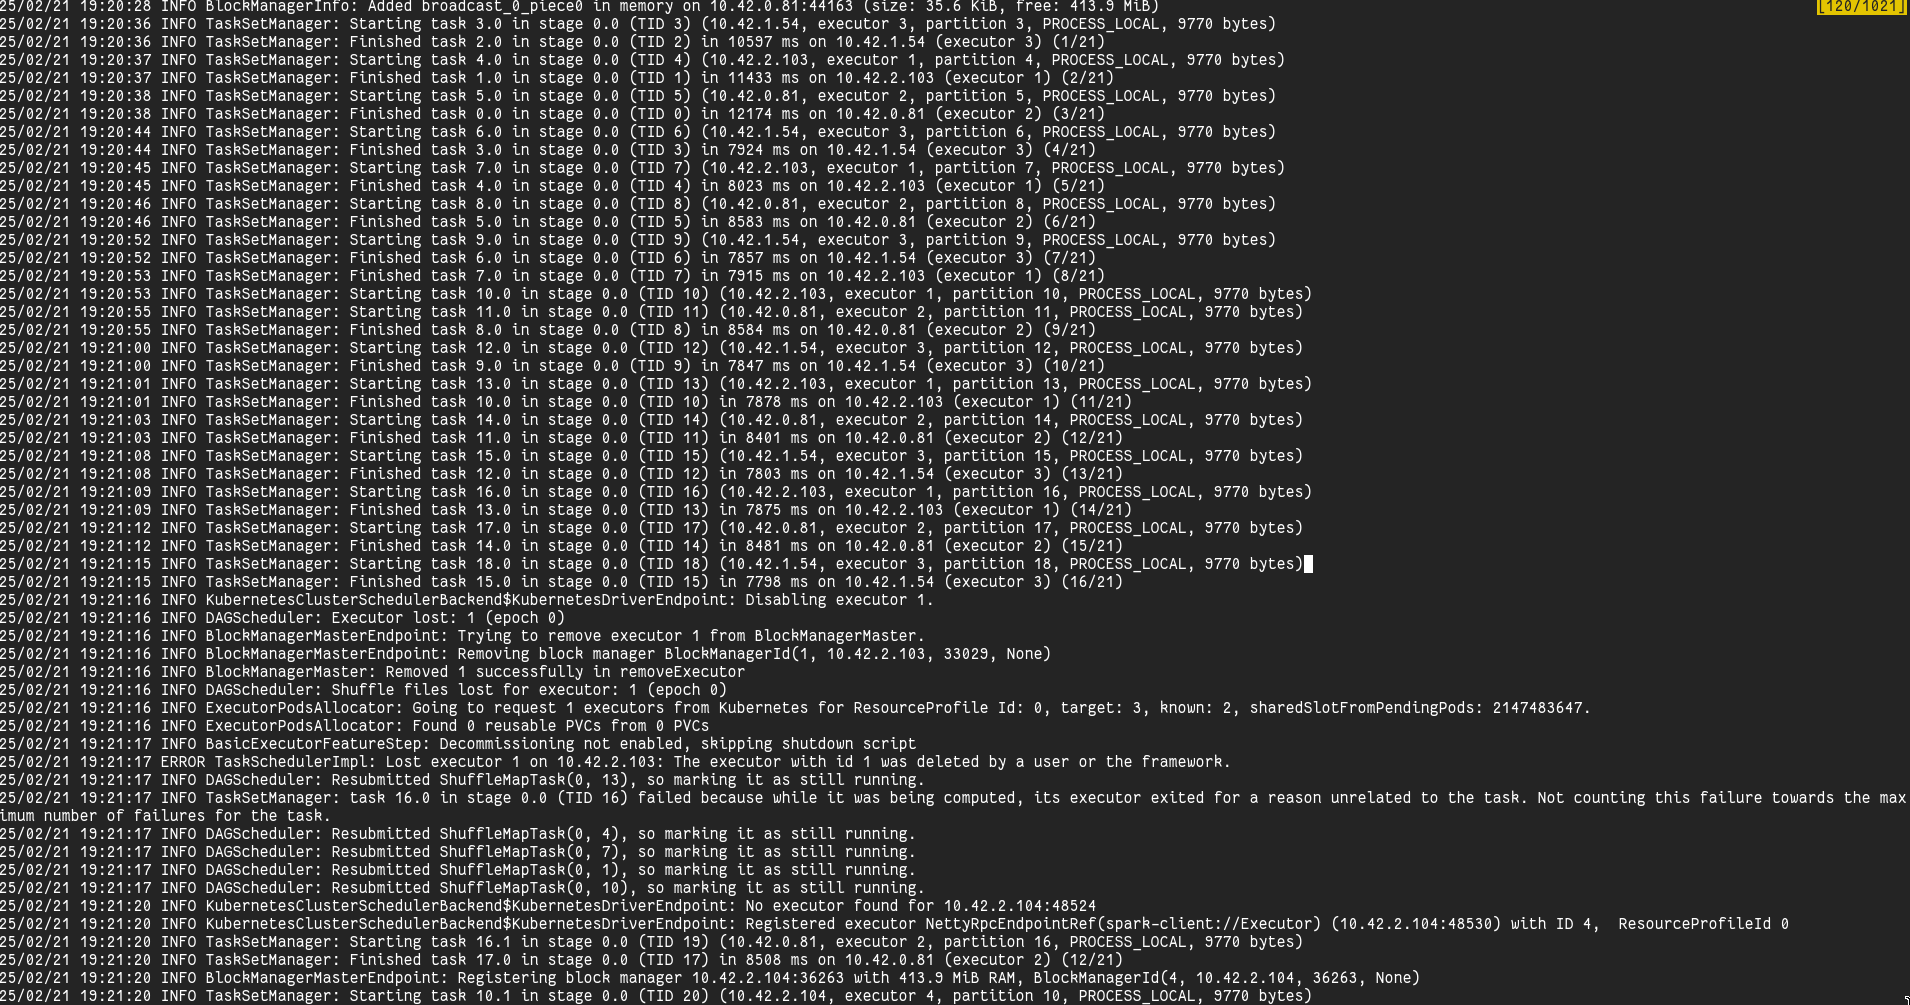 25/02/21 19:20:28 INFO BlockManagerInfo: Added broadcast_0_piece0 in memory on 10.42.0.81:44163 (size: 35.6 KiB, free: 413.9 MiB)
[120/1021]
25/02/21 19:20:36 INFO TaskSetManager: Starting task 3.0 in stage 0.0 (TID 3) (10.42.1.54, executor 3, partition 3, PROCESS_LOCAL, 9770 bytes)
25/02/21 19:20:36 INFO TaskSetManager: Finished task 2.0 in stage 0.0 (TID 2) in 10597 ms on 10.42.1.54 (executor 3) (1/21)
25/02/21 19:20:37 INFO TaskSetManager: Starting task 4.0 in stage 0.0 (TID 4) (10.42.2.103, executor 1, partition 4, PROCESS_LOCAL, 9770 bytes)
25/02/21 19:20:37 INFO TaskSetManager: Finished task 1.0 in stage 0.0 (TID 1) in 11433 ms on 10.42.2.103 (executor 1) (2/21)
25/02/21 19:20:38 INFO TaskSetManager: Starting task 5.0 in stage 0.0 (TID 5) (10.42.0.81, executor 2, partition 5, PROCESS_LOCAL, 9770 bytes)
25/02/21 19:20:38 INFO TaskSetManager: Finished task 0.0 in stage 0.0 (TID 0) in 12174 ms on 10.42.0.81 (executor 2) (3/21)
25/02/21 19:20:44 INFO TaskSetManager: Starting task 6.0 in stage 0.0 (TID 6) (10.42.1.54, executor 3, partition 6, PROCESS_LOCAL, 9770 bytes)
25/02/21 19:20:44 INFO TaskSetManager: Finished task 3.0 in stage 0.0 (TID 3) in 7924 ms on 10.42.1.54 (executor 3) (4/21)
25/02/21 19:20:45 INFO TaskSetManager: Starting task 7.0 in stage 0.0 (TID 7) (10.42.2.103, executor 1, partition 7, PROCESS_LOCAL, 9770 bytes)
25/02/21 19:20:45 INFO TaskSetManager: Finished task 4.0 in stage 0.0 (TID 4) in 8023 ms on 10.42.2.103 (executor 1) (5/21)
25/02/21 19:20:46 INFO TaskSetManager: Starting task 8.0 in stage 0.0 (TID 8) (10.42.0.81, executor 2, partition 8, PROCESS_LOCAL, 9770 bytes)
25/02/21 19:20:46 INFO TaskSetManager: Finished task 5.0 in stage 0.0 (TID 5) in 8583 ms on 10.42.0.81 (executor 2) (6/21)
25/02/21 19:20:52 INFO TaskSetManager: Starting task 9.0 in stage 0.0 (TID 9) (10.42.1.54, executor 3, partition 9, PROCESS_LOCAL, 9770 bytes)
25/02/21 19:20:52 INFO TaskSetManager: Finished task 6.0 in stage 0.0 (TID 6) in 7857 ms on 10.42.1.54 (executor 3) (7/21)
25/02/21 19:20:53 INFO TaskSetManager: Finished task 7.0 in stage 0.0 (TID 7) in 7915 ms on 10.42.2.103 (executor 1) (8/21)
25/02/21 19:20:53 INFO TaskSetManager: Starting task 10.0 in stage 0.0 (TID 10) (10.42.2.103, executor 1, partition 10, PROCESS_LOCAL, 9770 bytes)
25/02/21 19:20:55 INFO TaskSetManager: Starting task 11.0 in stage 0.0 (TID 11) (10.42.0.81, executor 2, partition 11, PROCESS_LOCAL, 9770 bytes)
25/02/21 19:20:55 INFO TaskSetManager: Finished task 8.0 in stage 0.0 (TID 8) in 8584 ms on 10.42.0.81 (executor 2) (9/21)
25/02/21 19:21:00 INFO TaskSetManager: Starting task 12.0 in stage 0.0 (TID 12) (10.42.1.54, executor 3, partition 12, PROCESS_LOCAL, 9770 bytes)
25/02/21 19:21:00 INFO TaskSetManager: Finished task 9.0 in stage 0.0 (TID 9) in 7847 ms on 10.42.1.54 (executor 3) (10/21)
25/02/21 19:21:01 INFO TaskSetManager: Starting task 13.0 in stage 0.0 (TID 13) (10.42.2.103, executor 1, partition 13, PROCESS_LOCAL, 9770 bytes)
25/02/21 19:21:01 INFO TaskSetManager: Finished task 10.0 in stage 0.0 (TID 10) in 7878 ms on 10.42.2.103 (executor 1) (11/21)
25/02/21 19:21:03 INFO TaskSetManager: Starting task 14.0 in stage 0.0 (TID 14) (10.42.0.81, executor 2, partition 14, PROCESS_LOCAL, 9770 bytes)
25/02/21 19:21:03 INFO TaskSetManager: Finished task 11.0 in stage 0.0 (TID 11) in 8401 ms on 10.42.0.81 (executor 2) (12/21)
25/02/21 19:21:08 INFO TaskSetManager: Starting task 15.0 in stage 0.0 (TID 15) (10.42.1.54, executor 3, partition 15, PROCESS_LOCAL, 9770 bytes)
25/02/21 19:21:08 INFO TaskSetManager: Finished task 12.0 in stage 0.0 (TID 12) in 7803 ms on 10.42.1.54 (executor 3) (13/21)
25/02/21 19:21:09 INFO TaskSetManager: Starting task 16.0 in stage 0.0 (TID 16) (10.42.2.103, executor 1, partition 16, PROCESS_LOCAL, 9770 bytes)
25/02/21 19:21:09 INFO TaskSetManager: Finished task 13.0 in stage 0.0 (TID 13) in 7875 ms on 10.42.2.103 (executor 1) (14/21)
25/02/21 19:21:12 INFO TaskSetManager: Starting task 17.0 in stage 0.0 (TID 17) (10.42.0.81, executor 2, partition 17, PROCESS_LOCAL, 9770 bytes)
25/02/21 19:21:12 INFO TaskSetManager: Finished task 14.0 in stage 0.0 (TID 14) in 8481 ms on 10.42.0.81 (executor 2) (15/21)
25/02/21 19:21:15 INFO TaskSetManager: Starting task 18.0 in stage 0.0 (TID 18) (10.42.1.54, executor 3, partition 18, PROCESS_LOCAL, 9770 bytes)
25/02/21 19:21:15 INFO TaskSetManager: Finished task 15.0 in stage 0.0 (TID 15) in 7798 ms on 10.42.1.54 (executor 3) (16/21)
25/02/21 19:21:16 INFO KubernetesClusterSchedulerBackend$KubernetesDriverEndpoint: Disabling executor 1.
25/02/21 19:21:16 INFO DAGScheduler: Executor lost: 1 (epoch 0)
25/02/21 19:21:16 INFO BlockManagerMasterEndpoint: Trying to remove executor 1 from BlockManagerMaster.
25/02/21 19:21:16 INFO BlockManagerMasterEndpoint: Removing block manager BlockManagerId(1, 10.42.2.103, 33029, None)
25/02/21 19:21:16 INFO BlockManagerMaster: Removed 1 successfully in removeExecutor
25/02/21 19:21:16 INFO DAGScheduler: Shuffle files lost for executor: 1 (epoch 0)
25/02/21 19:21:16 INFO ExecutorPodsAllocator: Going to request 1 executors from Kubernetes for ResourceProfile Id: 0, target: 3, known: 2, sharedSlotFromPendingPods: 2147483647.
25/02/21 19:21:16 INFO ExecutorPodsAllocator: Found 0 reusable PVCs from 0 PVCs
25/02/21 19:21:17 INFO BasicExecutorFeatureStep: Decommissioning not enabled, skipping shutdown script
25/02/21 19:21:17 ERROR TaskSchedulerImpl: Lost executor 1 on 10.42.2.103: The executor with id 1 was deleted by a user or the framework.
25/02/21 19:21:17 INFO DAGScheduler: Resubmitted ShuffleMapTask(0, 13), so marking it as still running.
25/02/21 19:21:17 INFO TaskSetManager: task 16.0 in stage 0.0 (TID 16) failed because while it was being computed, its executor exited for a reason unrelated to the task. Not counting this failure towards the max
imum number of failures for the task.
25/02/21 19:21:17 INFO DAGScheduler: Resubmitted ShuffleMapTask(0, 4), so marking it as still running.
25/02/21 19:21:17 INFO DAGScheduler: Resubmitted ShuffleMapTask(0, 7), so marking it as still running.
25/02/21 19:21:17 INFO DAGScheduler: Resubmitted ShuffleMapTask(0, 1), so marking it as still running.
25/02/21 19:21:17 INFO DAGScheduler: Resubmitted ShuffleMapTask(0, 10), so marking it as still running.
25/02/21 19:21:20 INFO KubernetesClusterSchedulerBackend$KubernetesDriverEndpoint: No executor found for 10.42.2.104:48524
25/02/21 19:21:20 INFO KubernetesClusterSchedulerBackend$KubernetesDriverEndpoint: Registered executor NettyRpcEndpointRef(spark-client://Executor) (10.42.2.104:48530) with ID 4,  ResourceProfileId 0
25/02/21 19:21:20 INFO TaskSetManager: Starting task 16.1 in stage 0.0 (TID 19) (10.42.0.81, executor 2, partition 16, PROCESS_LOCAL, 9770 bytes)
25/02/21 19:21:20 INFO TaskSetManager: Finished task 17.0 in stage 0.0 (TID 17) in 8508 ms on 10.42.0.81 (executor 2) (12/21)
25/02/21 19:21:20 INFO BlockManagerMasterEndpoint: Registering block manager 10.42.2.104:36263 with 413.9 MiB RAM, BlockManagerId(4, 10.42.2.104, 36263, None)
25/02/21 19:21:20 INFO TaskSetManager: Starting task 10.1 in stage 0.0 (TID 20) (10.42.2.104, executor 4, partition 10, PROCESS_LOCAL, 9770 bytes)